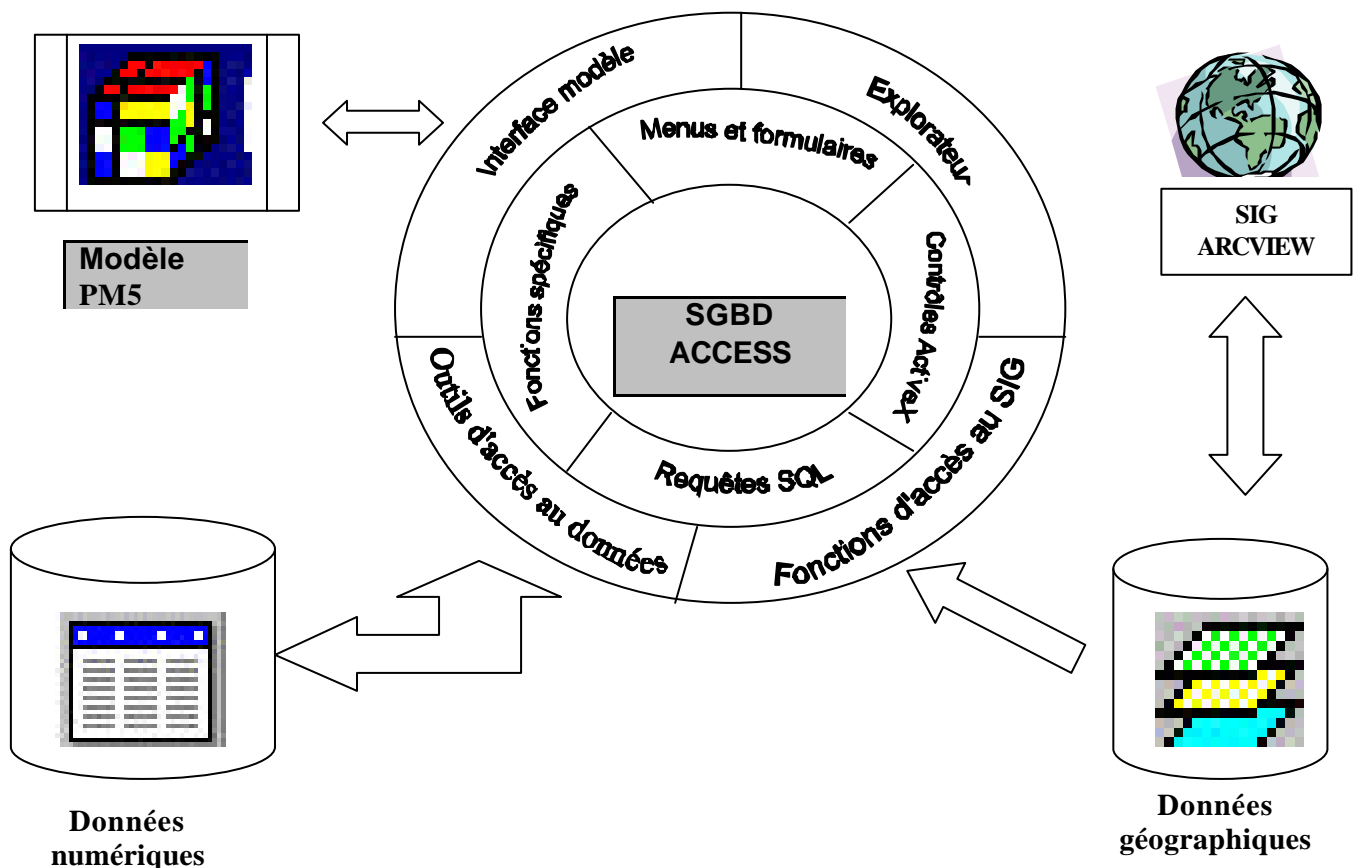 Interface modèle
Explorateur
Menus et formulaires
Fonctions spécifiques
Contrôles ActiveX
SIG
ARCVIEW
Modèle
PM5
SGBD
ACCESS
Requêtes SQL
Outils d'accès au données
Fonctions d'accès au SIG
Données
numériques
Données
géographiques